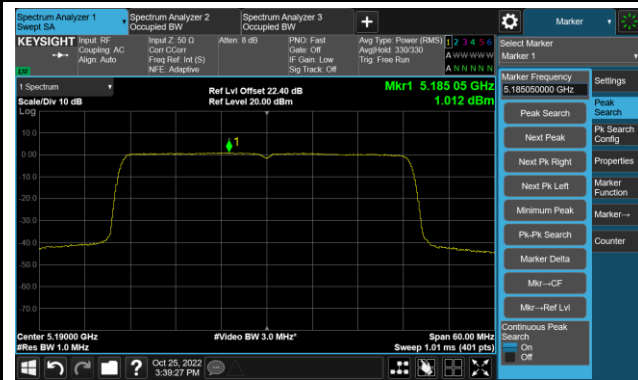 Spectrum Analyzer 1
Swept SA
Spectrum Analyzer 2
Occupied BW
Spectrum Analyzer 3
Occupied BW
Marker
KEYSIGHT
Input: RF
Coupling: AC
Align: Auto
Input Z: 50 Ω
Corr CCorr
Freq Ref: Int (S)
NFE: Adaptive
Atten: 8 dB
PNO: Fast
Gate: Off
IF Gain: Low
Sig Track: Off
Avg Type: Power (RMS)
Avg|Hold: 330/330
Trig: Free Run
1 2 3 4 5 6
A W W W W W
A N N N N N
LXI
Select Marker
Marker 1
1 Spectrum
Scale/Div 10 dB
Log
Ref Lvl Offset 22.40 dB
Ref Level 20.00 dBm
Mkr1 5.185 05 GHz
1.012 dBm
1
10.0
0.00
-10.0
-20.0
-30.0
-40.0
-50.0
-60.0
-70.0
Center 5.19000 GHz
#Res BW 1.0 MHz
#Video BW 3.0 MHz*
Span 60.00 MHz
Sweep 1.01 ms (401 pts)
Marker Frequency
5.185050000 GHz
Peak Search
Next Peak
Next Pk Right
Next Pk Left
Minimum Peak
Pk-Pk Search
Marker Delta
Mkr→CF
Mkr→Ref Lvl
Continuous Peak
Search
On
Off
Settings
Peak
Search
Pk Search
Config
Properties
Marker
Function
Marker→
Counter
Oct 25, 2022
3:39:27 PM